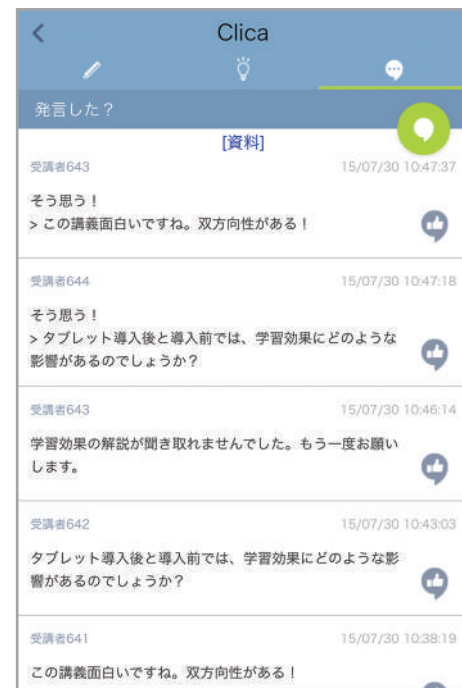 Clica
発言した？
[資料]
受講者643 15/07/30 10:47:37
そう思う！
> この講義面白いですね。双方向性がある！
受講者644 15/07/30 10:47:18
そう思う！
> タブレット導入後と導入前では、学習効果にどのような
影響があるのでしょうか？
受講者643 15/07/30 10:46:14
学習効果の解説が聞き取れませんでした。もう一度お願い
します。
受講者642 15/07/30 10:43:03
タブレット導入後と導入前では、学習効果にどのような影
響があるのでしょうか？
受講者641 15/07/30 10:38:19
この講義面白いですね。双方向性がある！